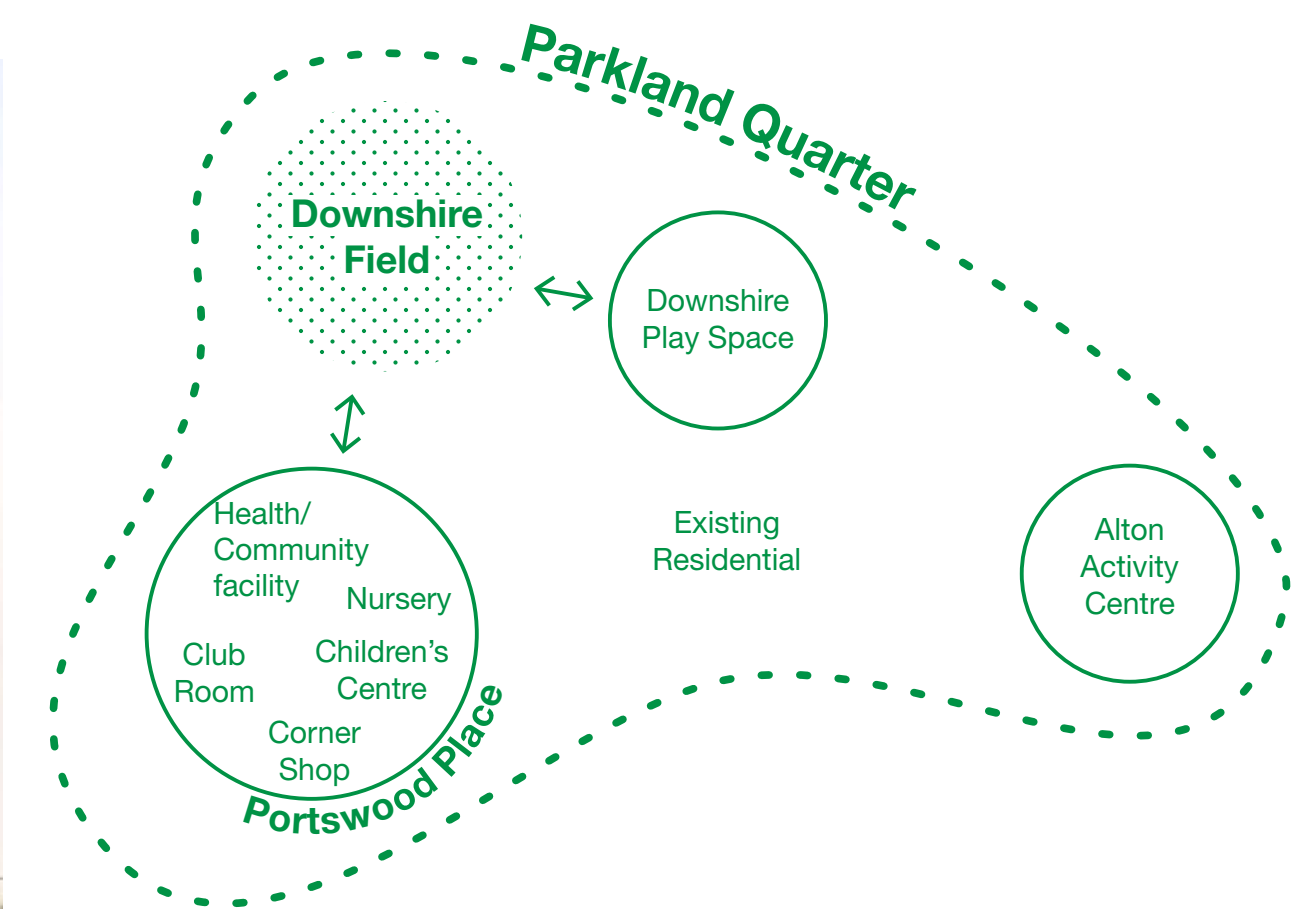 Parkland Quarter
Downshire
Field
Downshire
Play Space
Existing
Residential
Alton
Activity
Centre
Health/
Community
facility
Nursery
Club
Room
Children’s
Centre
Corner
Shop
Portswood Place